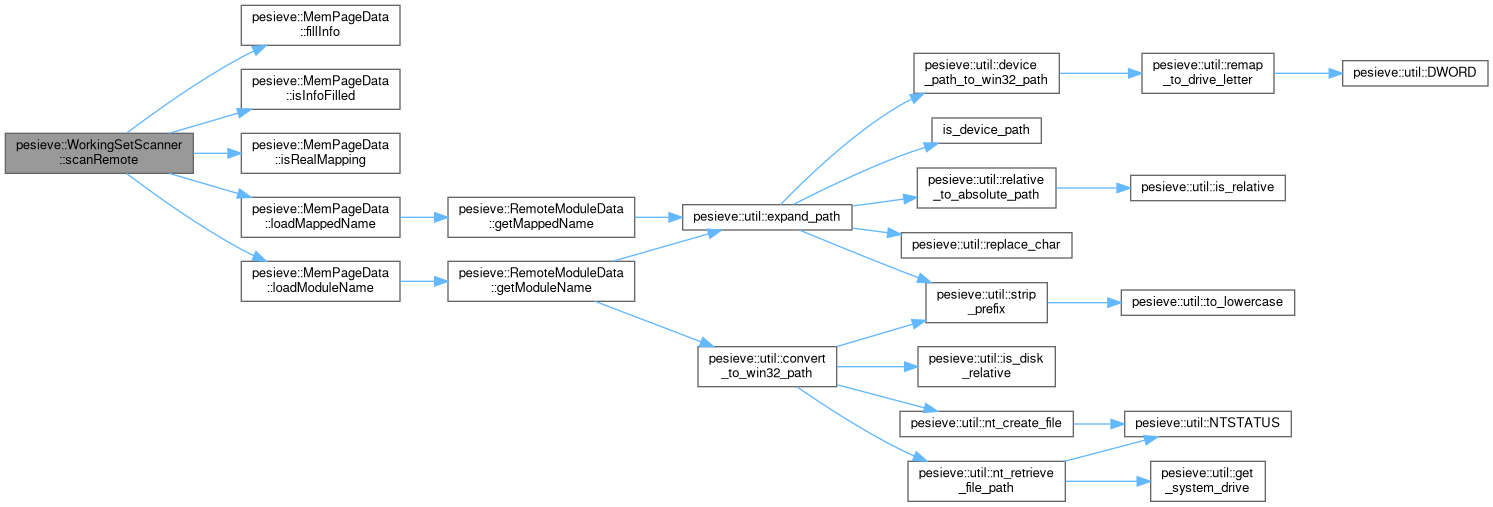 pesieve::WorkingSetScanner
::scanRemote
pesieve::MemPageData
::fillInfo
pesieve::MemPageData
::isInfoFilled
pesieve::MemPageData
::isRealMapping
pesieve::MemPageData
::loadMappedName
pesieve::MemPageData
::loadModuleName
pesieve::RemoteModuleData
::getMappedName
pesieve::RemoteModuleData
::getModuleName
pesieve::util::expand_path
pesieve::util::convert
_to_win32_path
pesieve::util::device
_path_to_win32_path
is_device_path
pesieve::util::relative
_to_absolute_path
pesieve::util::replace_char
pesieve::util::strip
_prefix
pesieve::util::is_disk
_relative
pesieve::util::nt_create_file
pesieve::util::nt_retrieve
_file_path
pesieve::util::remap
_to_drive_letter
pesieve::util::is_relative
pesieve::util::to_lowercase
pesieve::util::NTSTATUS
pesieve::util::get
_system_drive
pesieve::util::DWORD